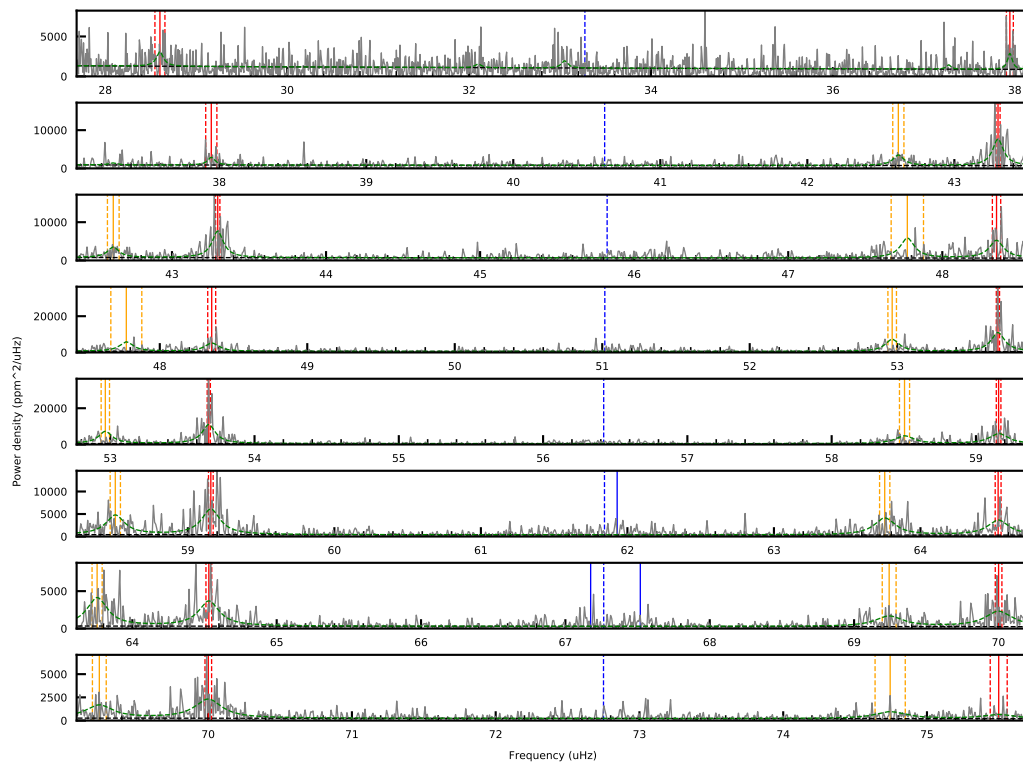 5000
0
28 30 32 34 36 38
10000
0
38 39 40 41 42 43
10000
0
43 44 45 46 47 48
20000
0
48 49 50 51 52 53
20000
0
53 54 55 56 57 58 59
10000
5000
0
59 60 61 62 63 64
5000
0
64 65 66 67 68 69 70
5000
2500
0
70 71 72 73 74 75
Power density (ppm^2/uHz)
Frequency (uHz)